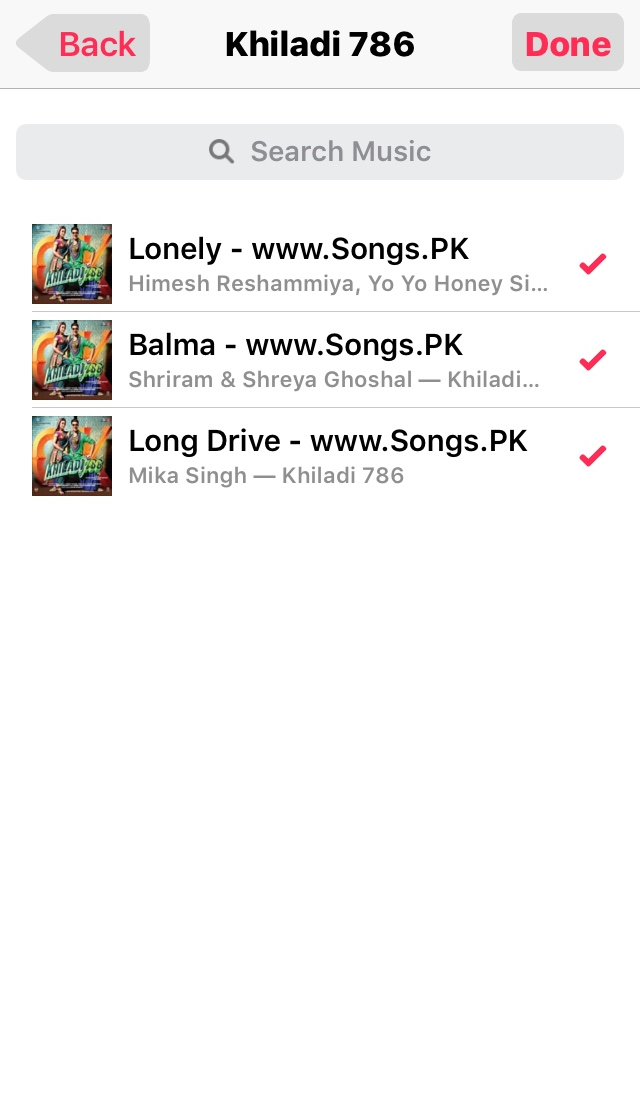 Back
Khiladi 786
Done
Search Music
Lonely - www.Songs.PK
Himesh Reshammiya, Yo Yo Honey Si...
Balma - www.Songs.PK
Shriram & Shreya Ghoshal — Khiladi...
Long Drive - www.Songs.PK
Mika Singh — Khiladi 786